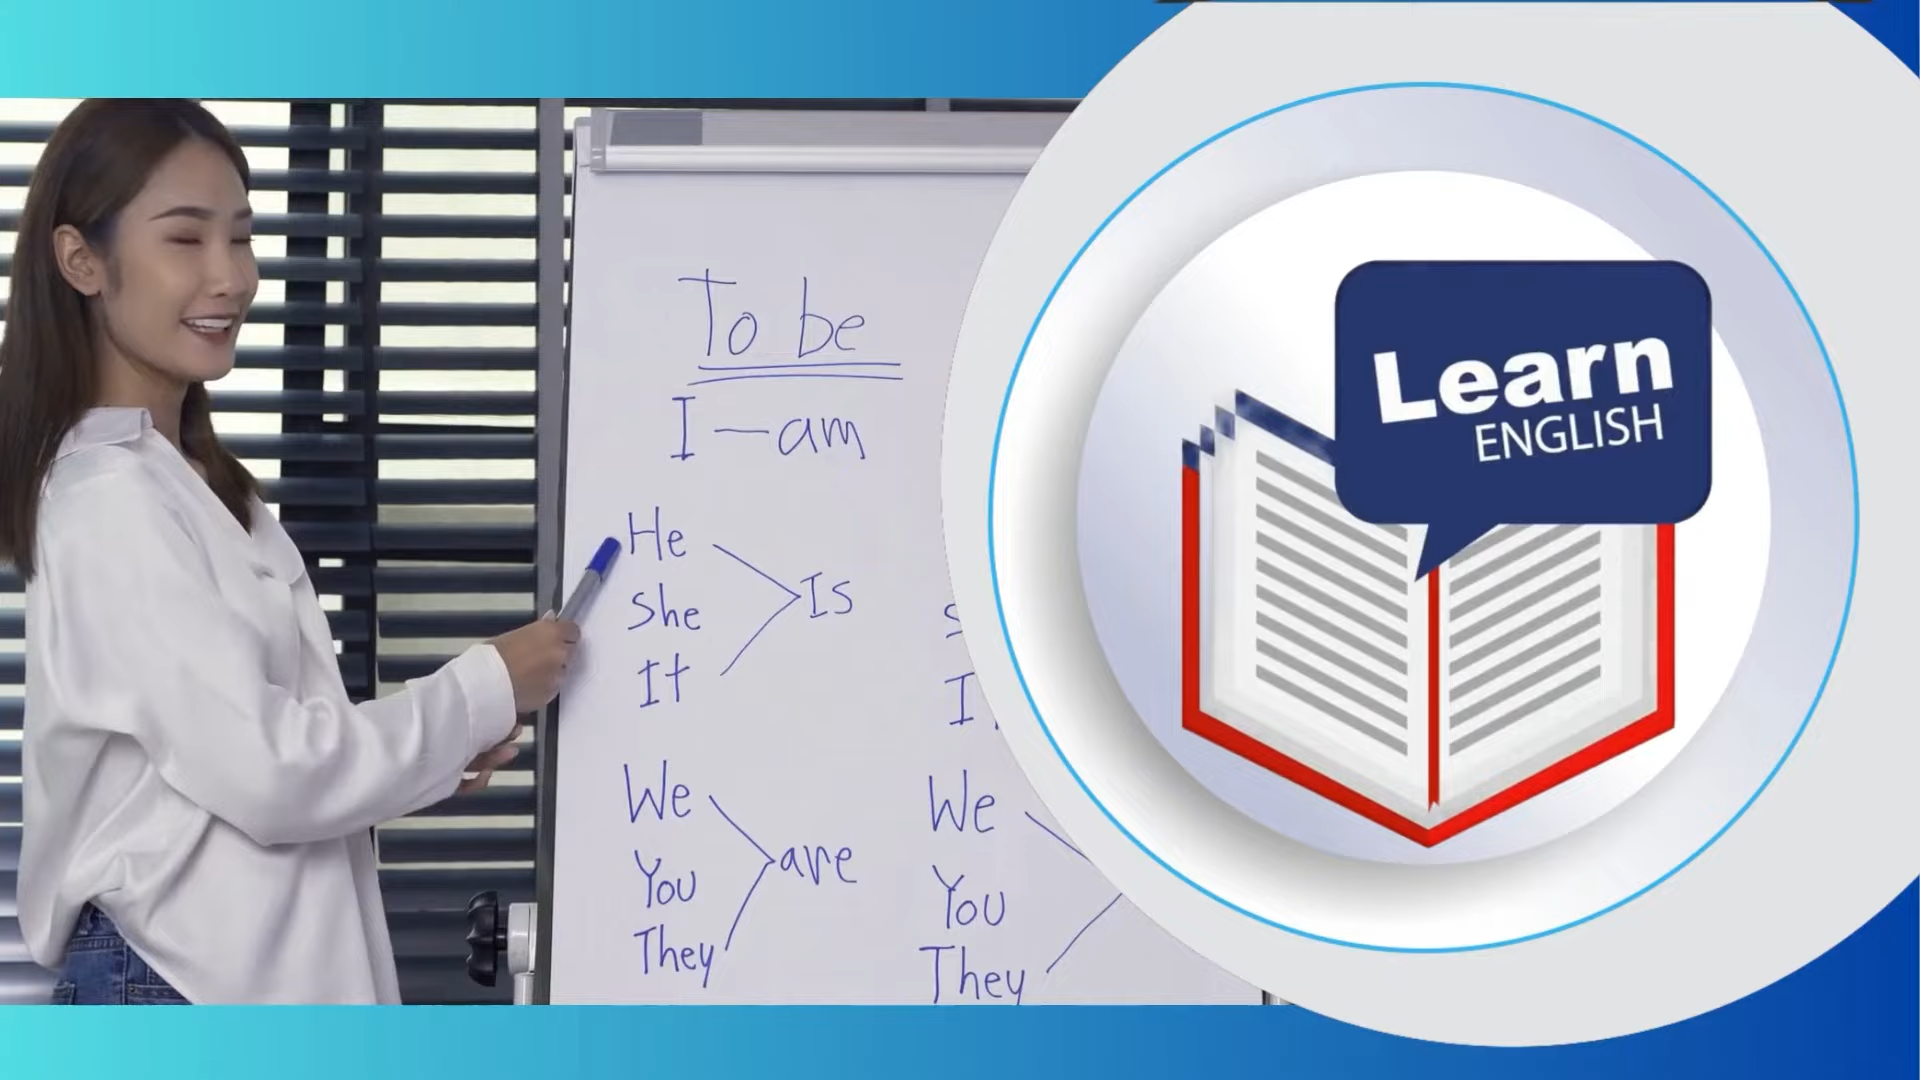 To be
I — am
He
She
It
Is
We
You
They
are
We
You
They
Learn
ENGLISH